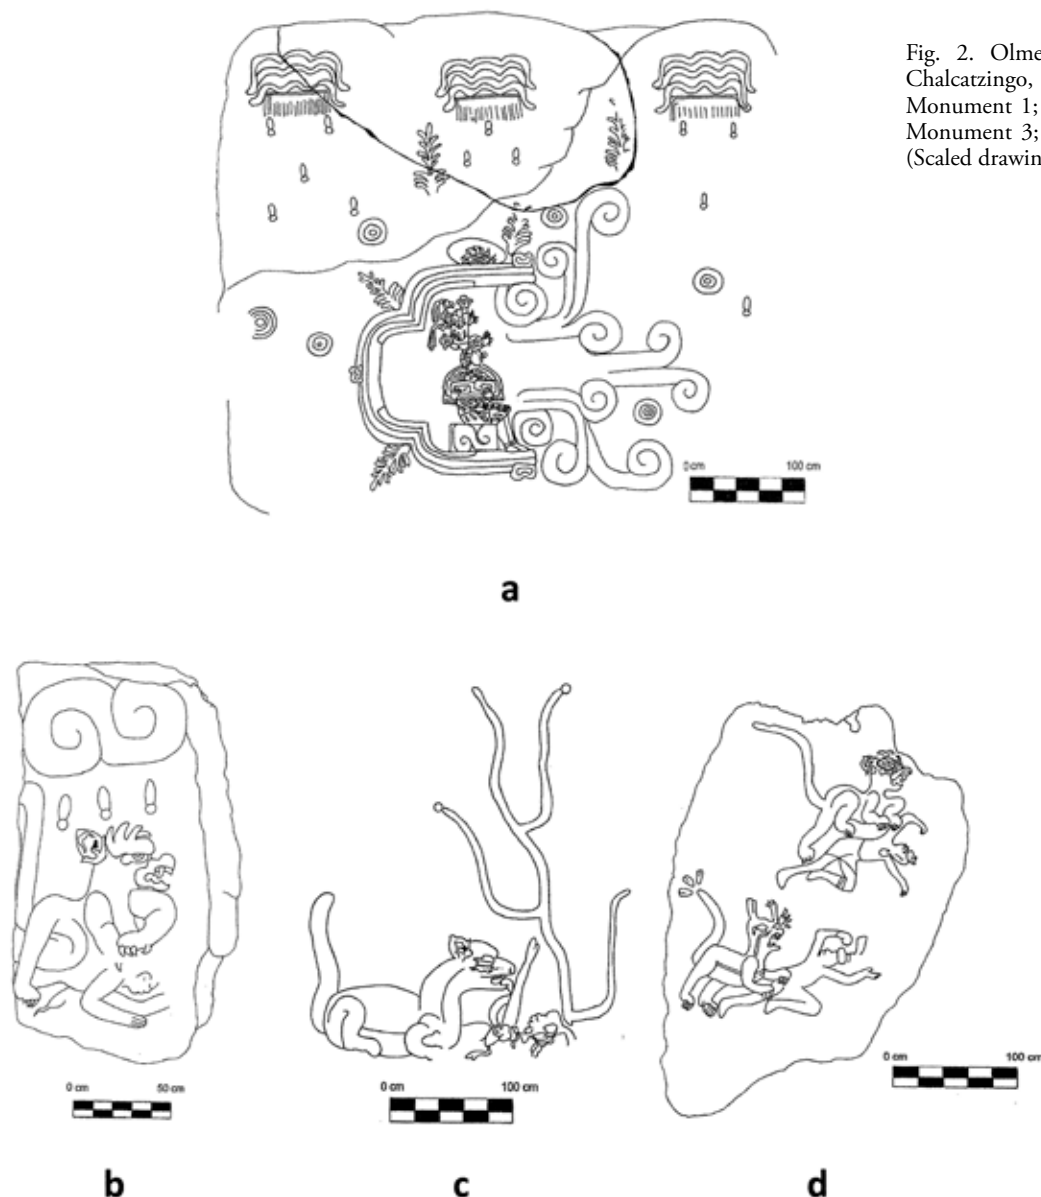 Fig. 2. Olme
Chalcatzingo,
Monument 1;
Monument 3;
(Scaled drawin
0 cm 100 cm
a
0 cm 50 cm
0 cm 100 cm
0 cm 100 cm
b c d